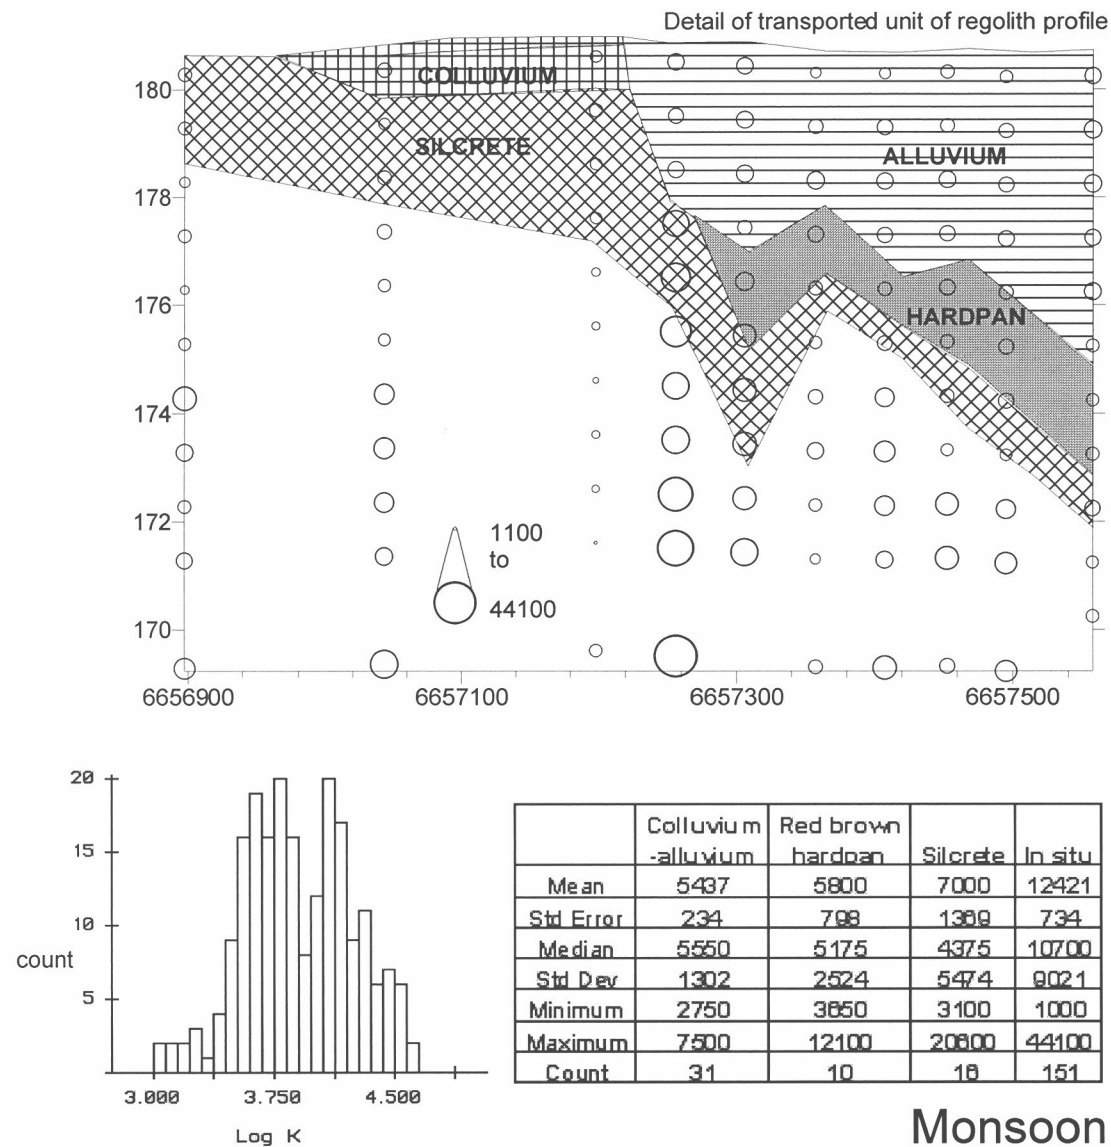 Detail of transported unit of regolith profile
COLLUVIUM
180
SILCRETE
ALLUVIUM
178
176
HARDPAN
174
172
1100
to
44100
170
6656900 6657100 6657300 6657500
20
15
10
count
5
3.000 3.750 4.500
Log K
Colluvium -alluvium Red brown hardpan Silcrete In situ
Mean 5437 5800 7000 12421
Std Error 234 798 1369 734
Median 5550 5175 4375 10700
Std Dev 1302 2524 5474 9021
Minimum 2750 3650 3100 1000
Maximum 7500 12100 20600 44100
Count 31 10 16 151
Monsoon